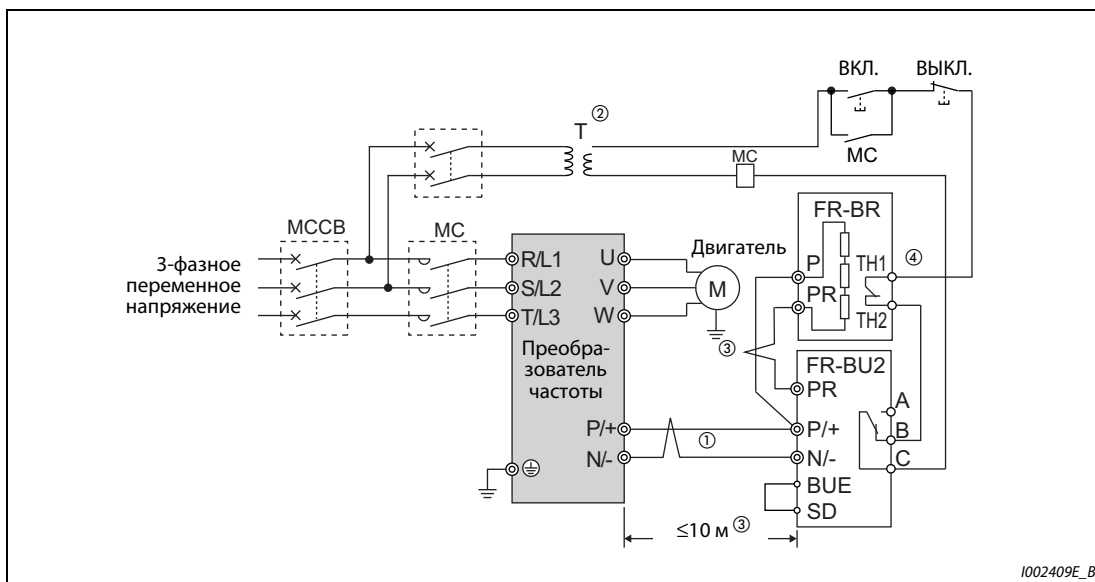 ВКЛ.
ВЫКЛ.
T ②
MC
MC
FR-BR
MCCB
MC
3-фазное
переменное
напряжение
R/L1
S/L2
T/L3
U
V
W
Двигатель
M
P
PR
TH1
TH2
④
③
Преобра-
зователь
частоты
FR-BU2
PR
A
B
C
P/+
N/-
①
P/+
N/-
BUE
SD
≤10 м ③
I002409E_B